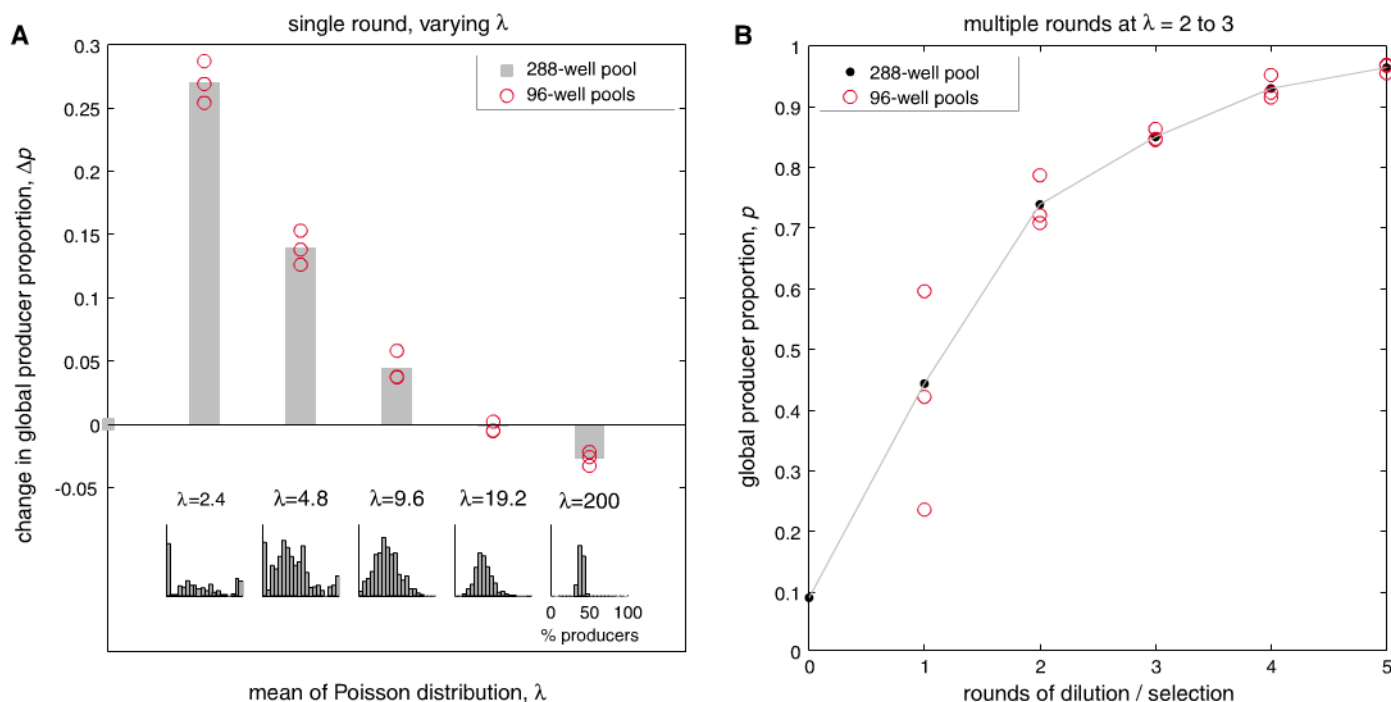 A
single round, varying λ
288-well pool
96-well pools
0.3
0.25
0.2
0.15
0.1
0.05
0
-0.05
change in global producer proportion, Δp
λ=2.4
λ=4.8
λ=9.6
λ=19.2
λ=200
0 50 100
% producers
mean of Poisson distribution, λ
B
multiple rounds at λ = 2 to 3
288-well pool
96-well pools
1
0.9
0.8
0.7
0.6
0.5
0.4
0.3
0.2
0.1
0
global producer proportion, p
0 1 2 3 4 5
rounds of dilution / selection